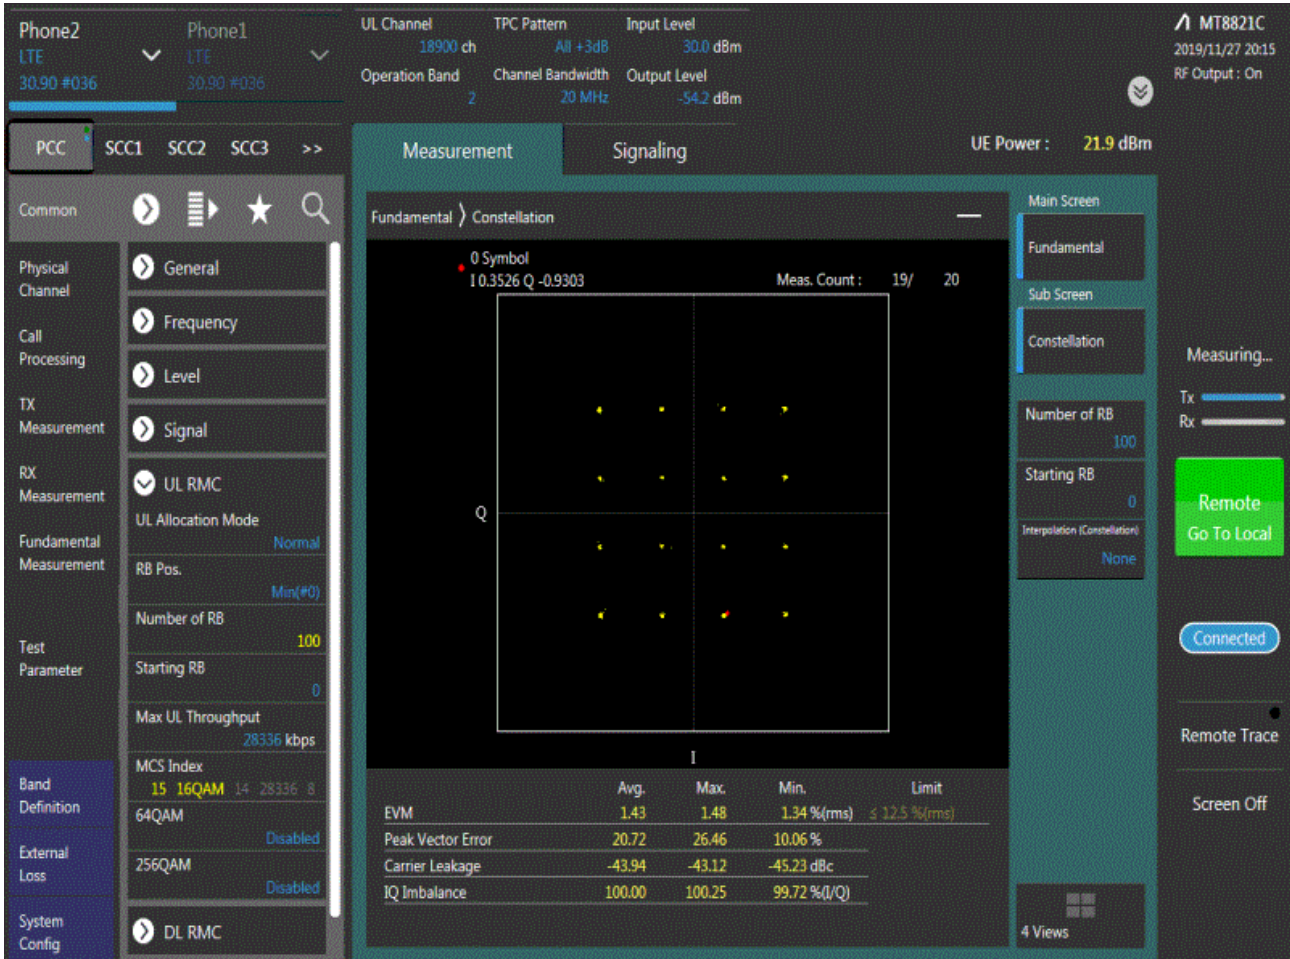 Phone2
LTE
30.90 #036
Phone1
LTE
30.90 #036
UL Channel
18900 ch
Operation Band
2
TPC Pattern
All +3dB
Channel Bandwidth
20 MHz
Input Level
30.0 dBm
Output Level
-54.2 dBm
MT8821C
2019/11/27 20:15
RF Output : On
PCC SCC1 SCC2 SCC3 >>
Measurement Signaling
UE Power : 21.9 dBm
Common
Physical
Channel
Call
Processing
TX
Measurement
RX
Measurement
Fundamental
Measurement
Test
Parameter
Band
Definition
External
Loss
System
Config
General
Frequency
Level
Signal
UL RMC
UL Allocation Mode
Normal
RB Pos.
Min(#0)
Number of RB
100
Starting RB
0
Max UL Throughput
28336 kbps
MCS Index
15 16QAM 14 28336 8
64QAM
Disabled
256QAM
Disabled
DL RMC
Fundamental Constellation
0 Symbol
I 0.3526 Q -0.9303
Meas. Count : 19/ 20
Q
I
Avg. Max. Min. Limit
EVM 1.43 1.48 1.34 %(rms) ≤ 12.5 %(rms)
Peak Vector Error 20.72 26.46 10.06 %
Carrier Leakage -43.94 -43.12 -45.23 dBc
IQ Imbalance 100.00 100.25 99.72 %(I/Q)
Main Screen
Fundamental
Sub Screen
Constellation
Number of RB
100
Starting RB
0
Interpolation (Constellation)
None
4 Views
Measuring...
Tx
Rx
Remote
Go To Local
Connected
Remote Trace
Screen Off